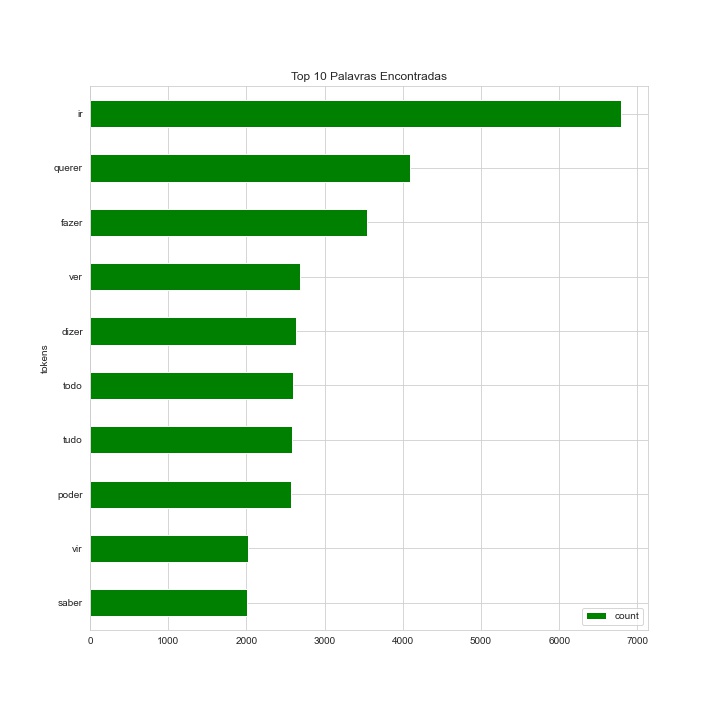 Top 10 Palavras Encontradas
ir
querer
fazer
ver
dizer
todo
tudo
poder
vir
saber
tokens
count
0 1000 2000 3000 4000 5000 6000 7000